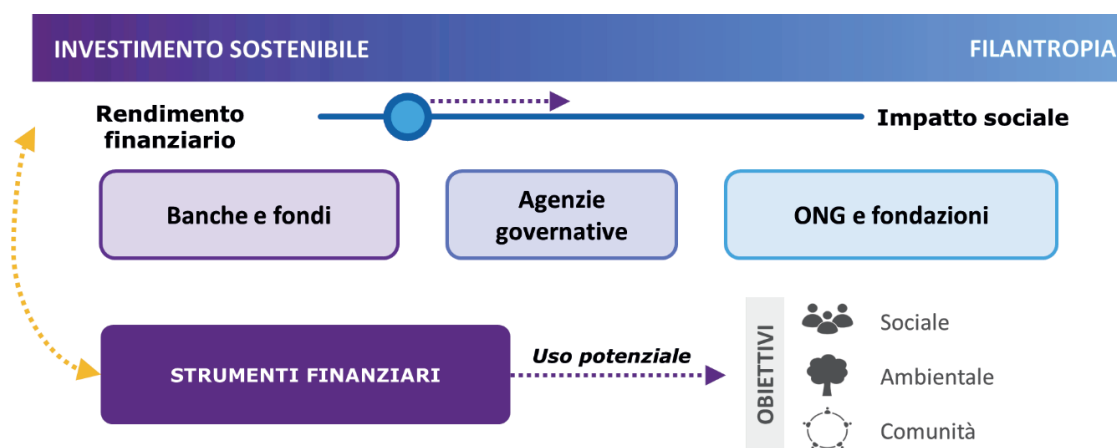 INVESTIMENTO SOSTENIBILE
FILANTROPIA
Rendimento
finanziario
Impatto sociale
Banche e fondi
Agenzie
governative
ONG e fondazioni
STRUMENTI FINANZIARI
Uso potenziale
OBIETTIVI
Sociale
Ambientale
Comunità